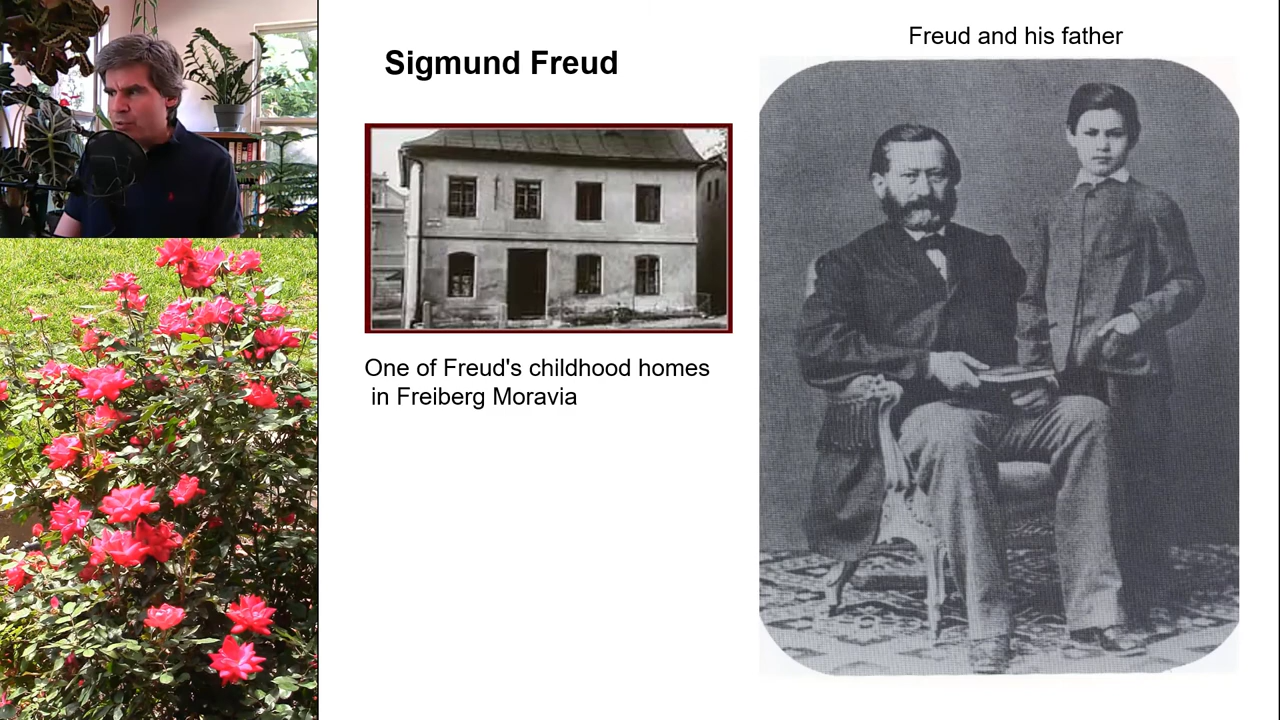 Sigmund Freud
One of Freud's childhood homes
in Freiberg Moravia
Freud and his father